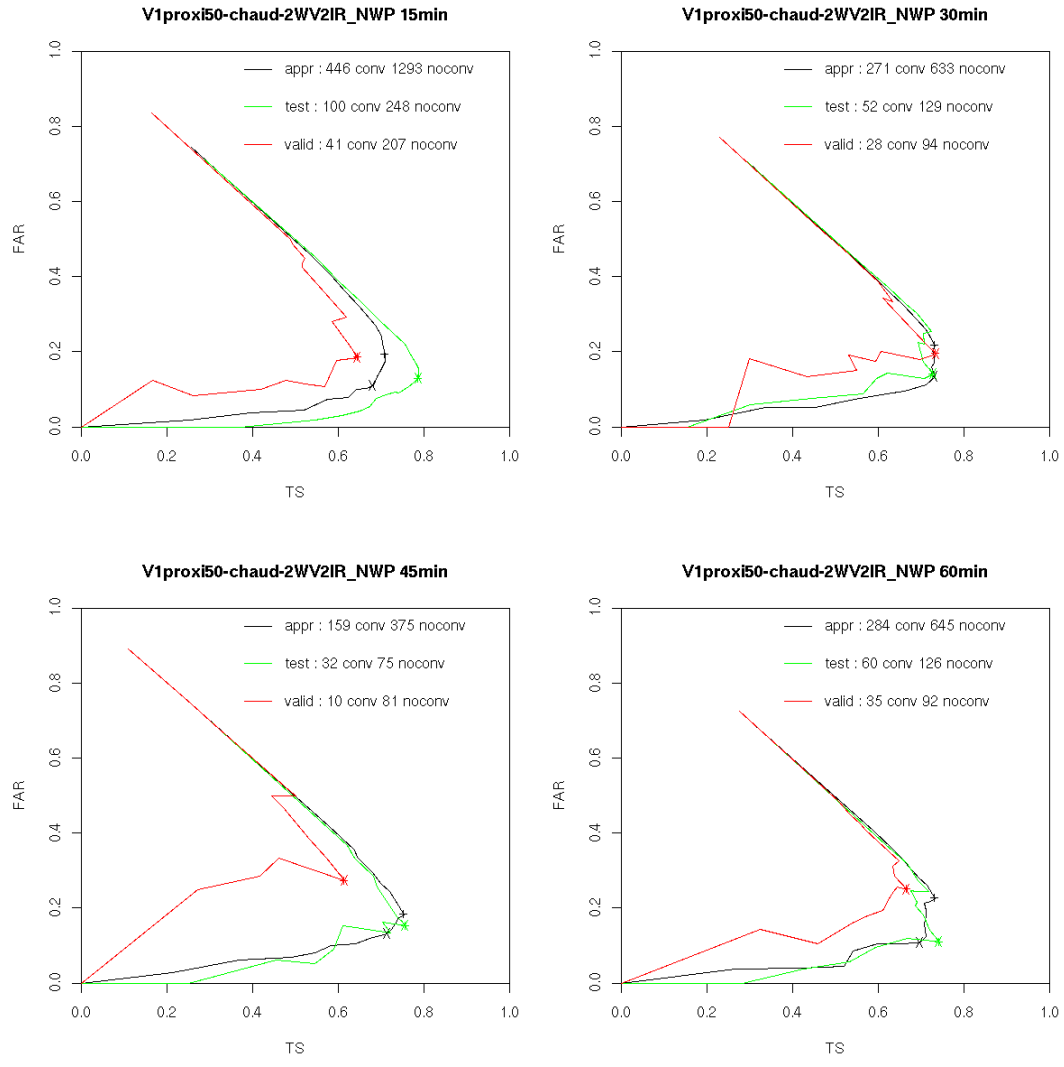 V1proxi50-chaud-2WV2IR_NWP 15min
appr : 446 conv 1293 noconv
test : 100 conv 248 noconv
valid : 41 conv 207 noconv
FAR
0.0 0.2 0.4 0.6 0.8 1.0
0.0 0.2 0.4 0.6 0.8 1.0
TS
V1proxi50-chaud-2WV2IR_NWP 30min
appr : 271 conv 633 noconv
test : 52 conv 129 noconv
valid : 28 conv 94 noconv
FAR
0.0 0.2 0.4 0.6 0.8 1.0
0.0 0.2 0.4 0.6 0.8 1.0
TS
V1proxi50-chaud-2WV2IR_NWP 45min
appr : 159 conv 375 noconv
test : 32 conv 75 noconv
valid : 10 conv 81 noconv
FAR
0.0 0.2 0.4 0.6 0.8 1.0
0.0 0.2 0.4 0.6 0.8 1.0
TS
V1proxi50-chaud-2WV2IR_NWP 60min
appr : 284 conv 645 noconv
test : 60 conv 126 noconv
valid : 35 conv 92 noconv
FAR
0.0 0.2 0.4 0.6 0.8 1.0
0.0 0.2 0.4 0.6 0.8 1.0
TS